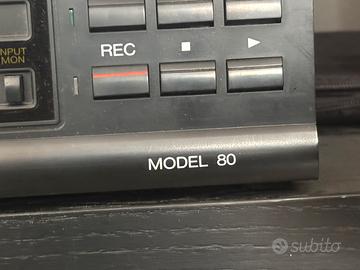 INPUT
MON
REC
MODEL 80
subito